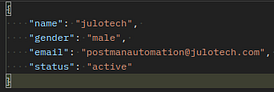 {
"name": "julotech",
"gender": "male",
"email": "postmanautomation@julotech.com",
"status": "active"
}